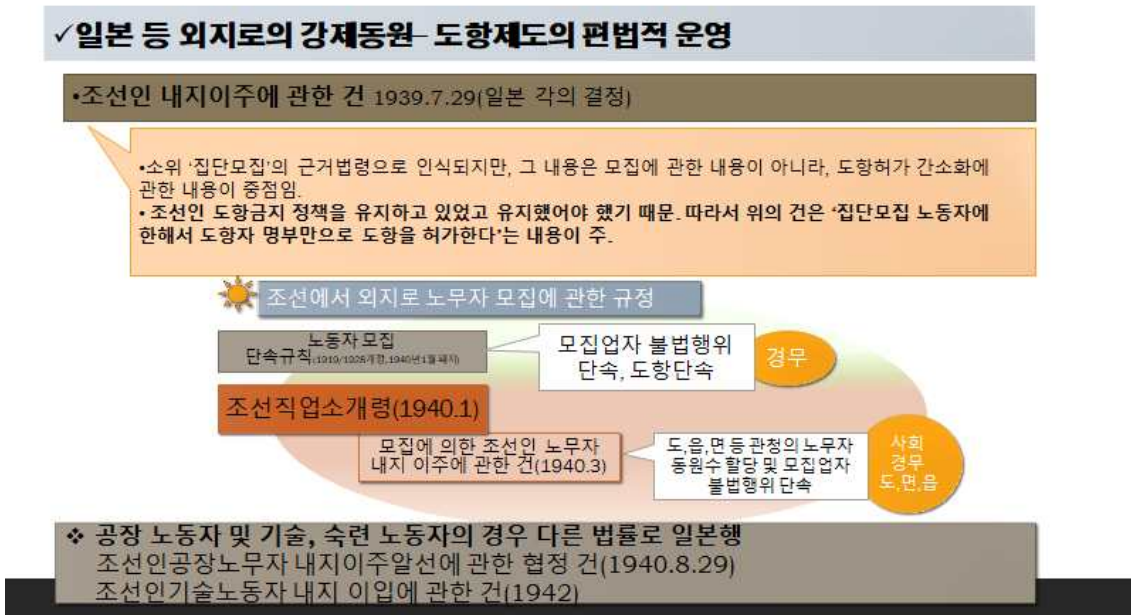 ✓일본 등 외지로의 강제동원– 도항제도의 편법적 운영
•조선인 내지이주에 관한 건 1939.7.29(일본 각의 결정)
•소위 ‘집단모집’의 근거법령으로 인식되지만, 그 내용은 모집에 관한 내용이 아니라, 도항허가 간소화에
관한 내용이 중점임.
• 조선인 도항금지 정책을 유지하고 있었고 유지했어야 했기 때문. 따라서 위의 건은 ‘집단모집 노동자에
한해서 도항자 명부만으로 도항을 허가한다’는 내용이 주.
조선에서 외지로 노무자 모집에 관한 규정
노동자 모집
단속규칙(1919/1928개정,1940년1월 폐지)
모집업자 불법행위
단속, 도항단속
경무
조선직업소개령(1940.1)
모집에 의한 조선인 노무자
내지 이주에 관한 건(1940.3)
도,읍,면 등 관청의 노무자
동원수 할당 및 모집업자
불법행위 단속
사회
경무
도,면,읍
❖ 공장 노동자 및 기술, 숙련 노동자의 경우 다른 법률로 일본행
조선인공장노무자 내지이주알선에 관한 협정 건(1940.8.29)
조선인기술노동자 내지 이입에 관한 건(1942)